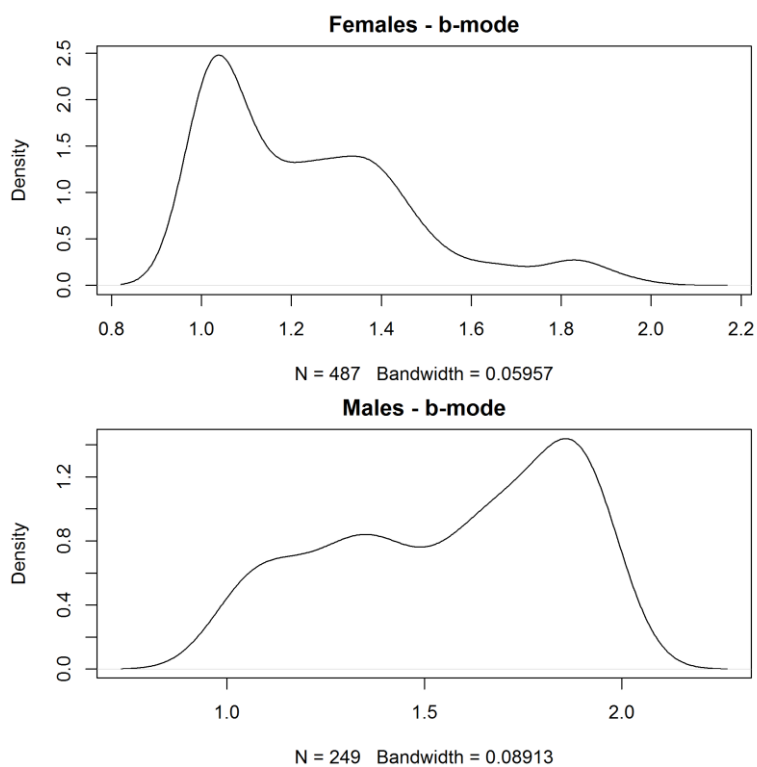 Females - b-mode
Density
0.0 0.5 1.0 1.5 2.0 2.5
0.8 1.0 1.2 1.4 1.6 1.8 2.0 2.2
N = 487 Bandwidth = 0.05957
Males - b-mode
Density
0.0 0.4 0.8 1.2
1.0 1.5 2.0
N = 249 Bandwidth = 0.08913